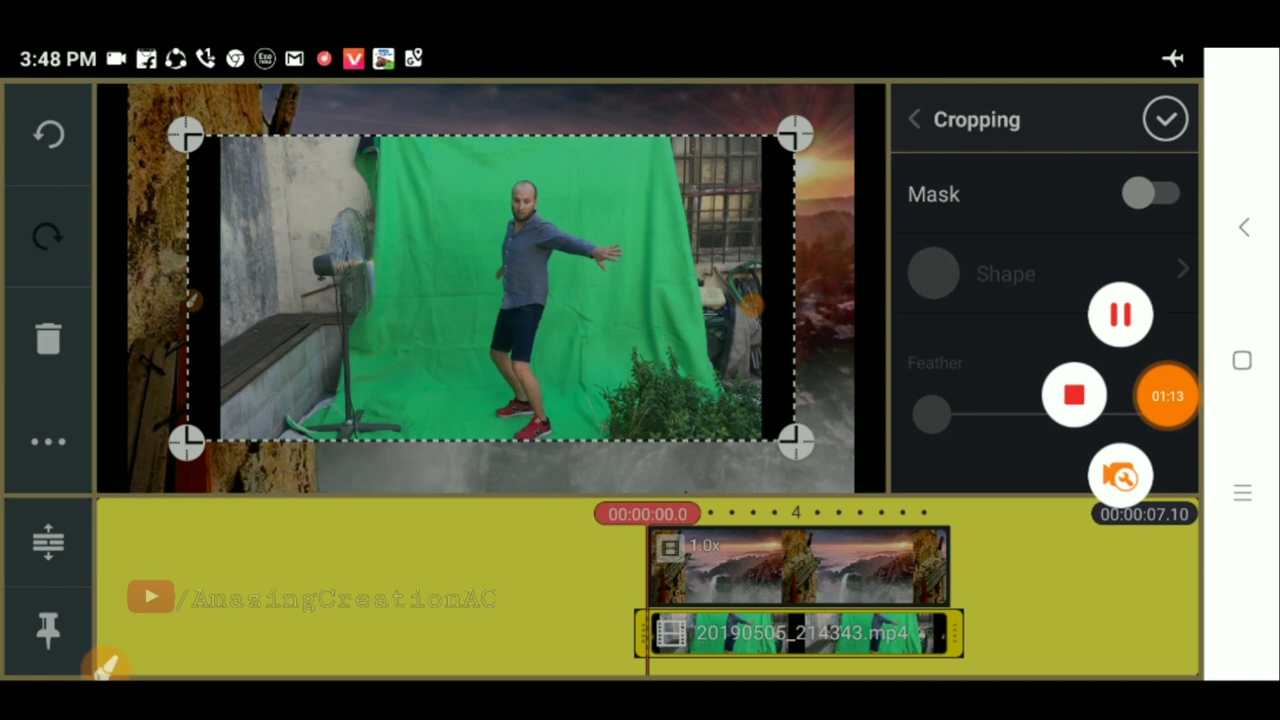 3:48 PM
Cropping
Mask
Shape
Feather
01:13
00:00:00.0
4
00:00:07.10
1.0x
/AmazingCreationAC
20190505_214343.mp4